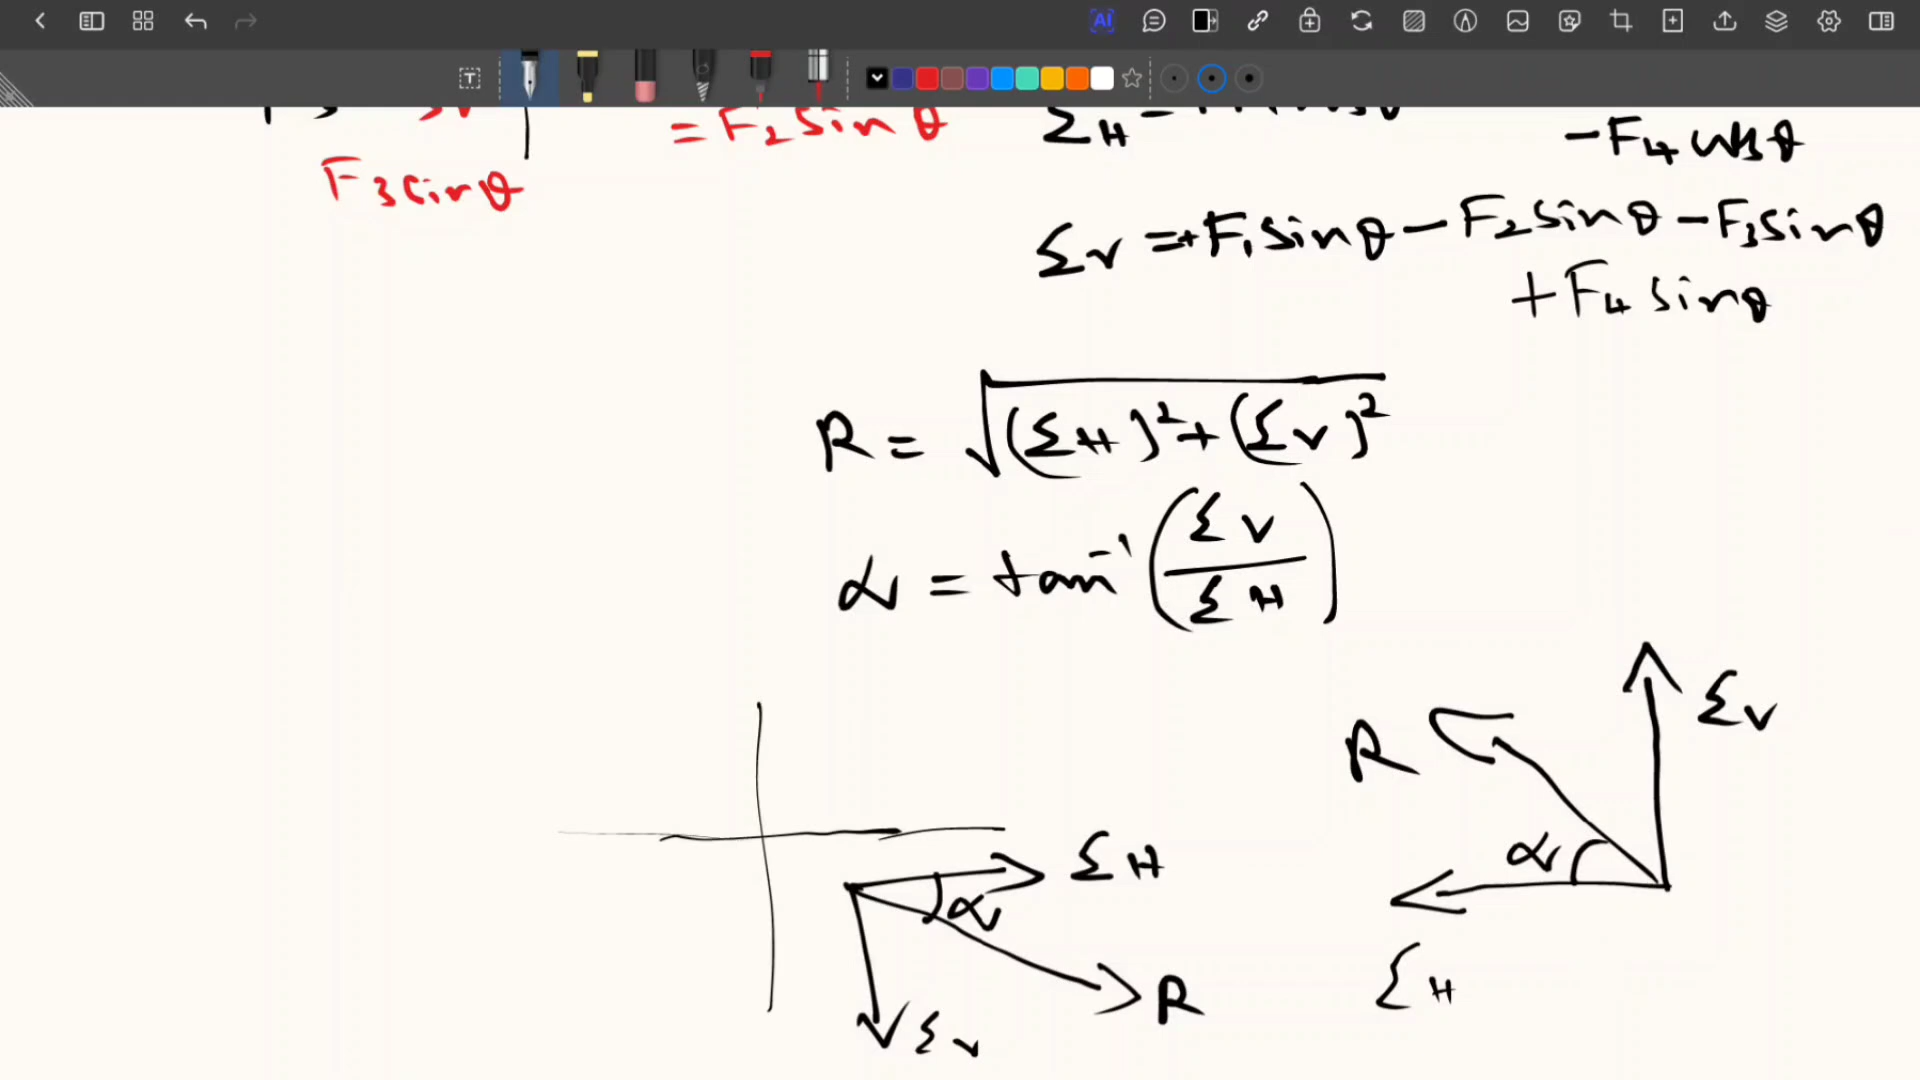 = F₂ sin θ
ΣH =
- F₄ cos θ
F₃ sin θ
ΣV = + F₁ sin θ - F₂ sin θ - F₃ sin θ
+ F₄ sin θ
R = √(ΣH)² + (ΣV)²
α = tan⁻¹ (ΣV / ΣH)
ΣV
R
α
ΣH
ΣH
α
R
ΣV
AI
T